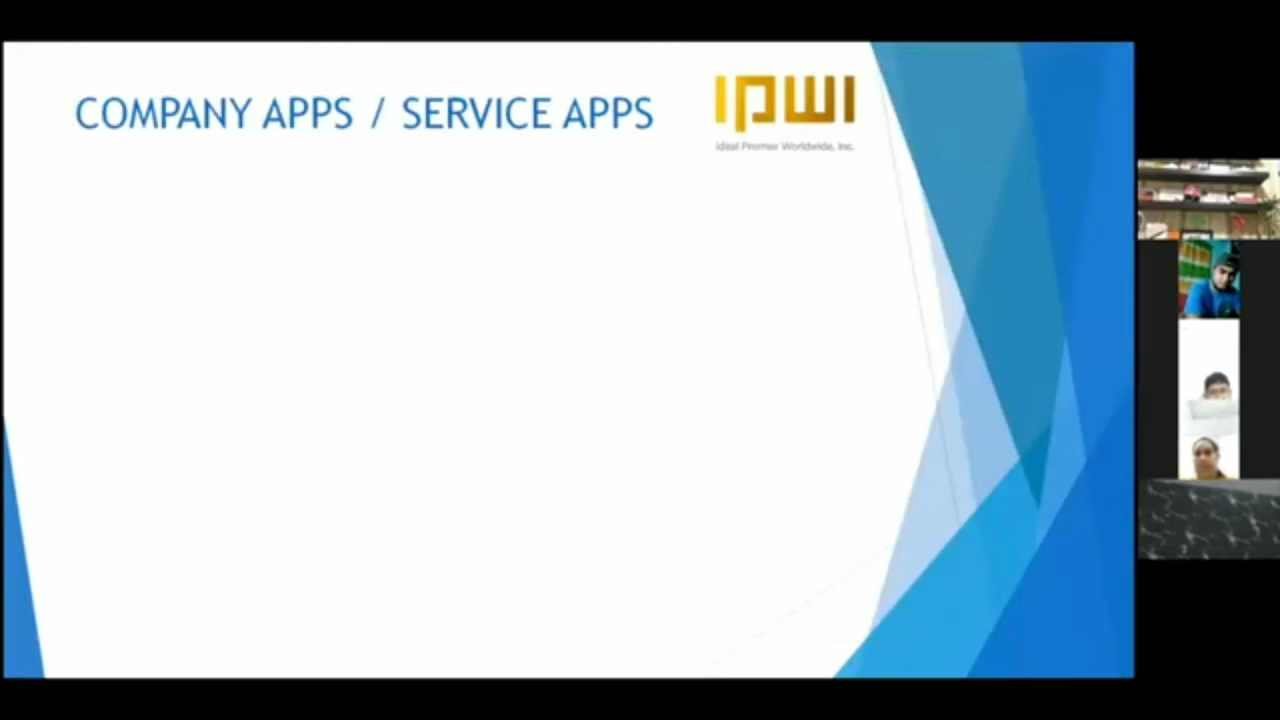 COMPANY APPS / SERVICE APPS
IPWI
Ideal Premier Worldwide, Inc.